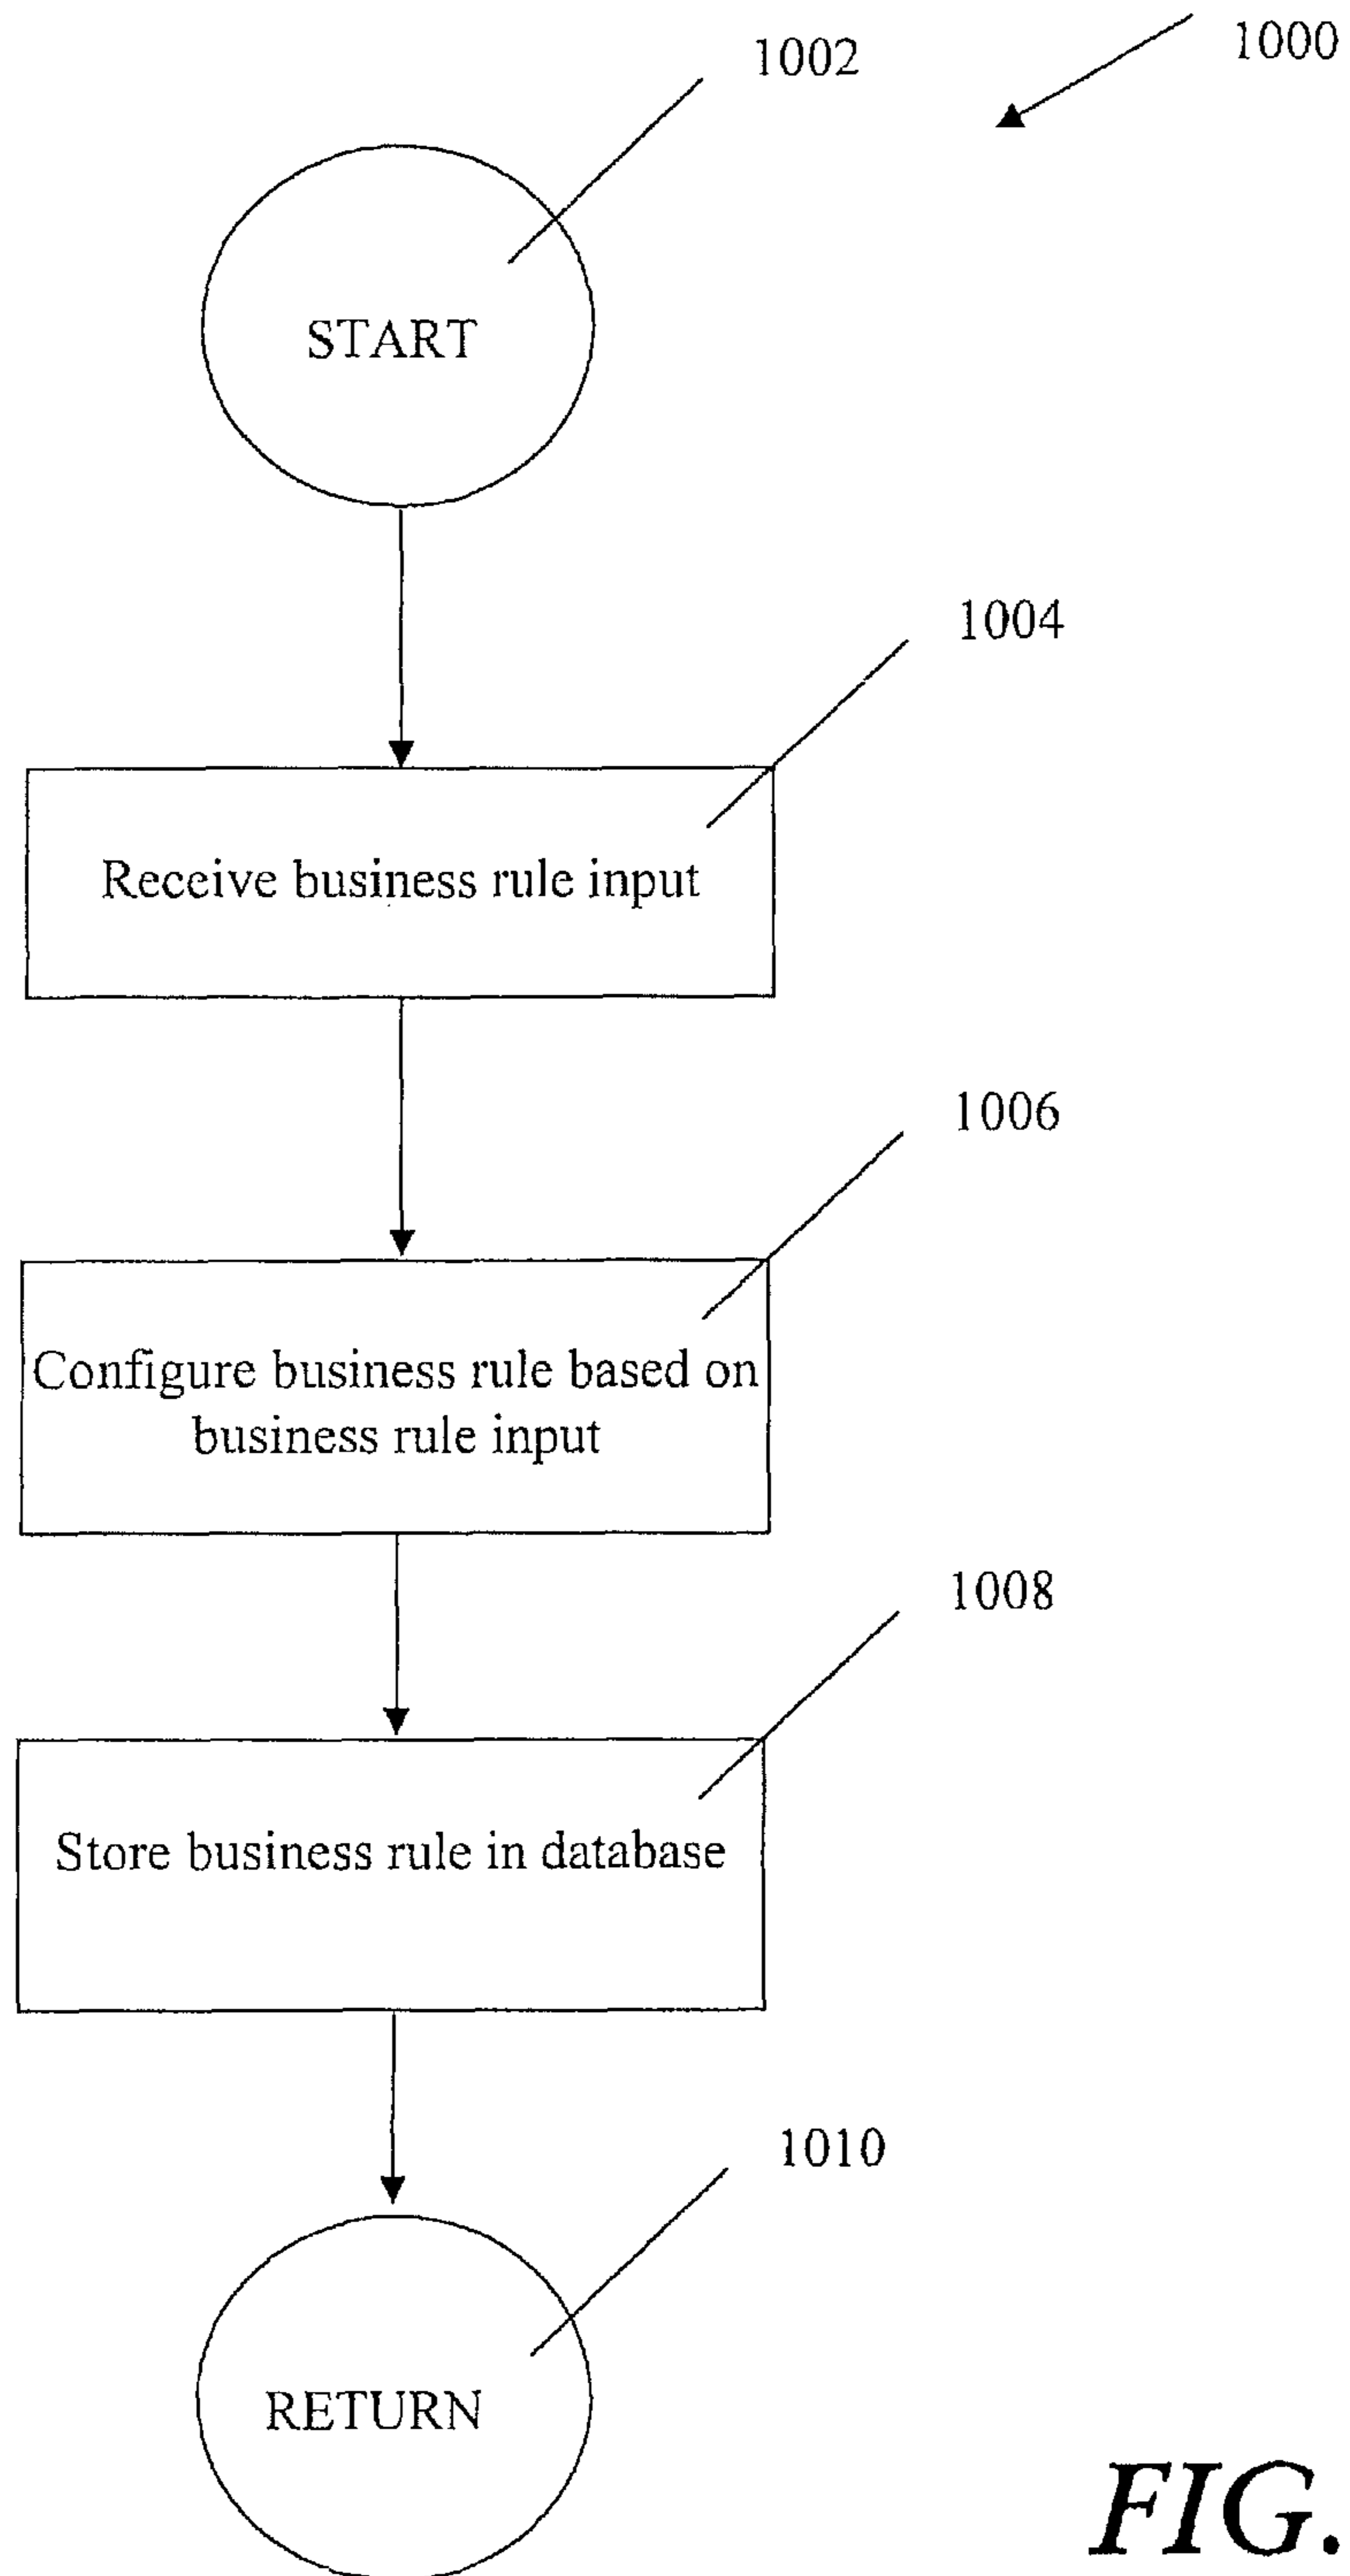 1000
1002
START
1004
Receive business rule input
1006
Configure business rule based on
business rule input
1008
Store business rule in database
1010
RETURN
FIG.